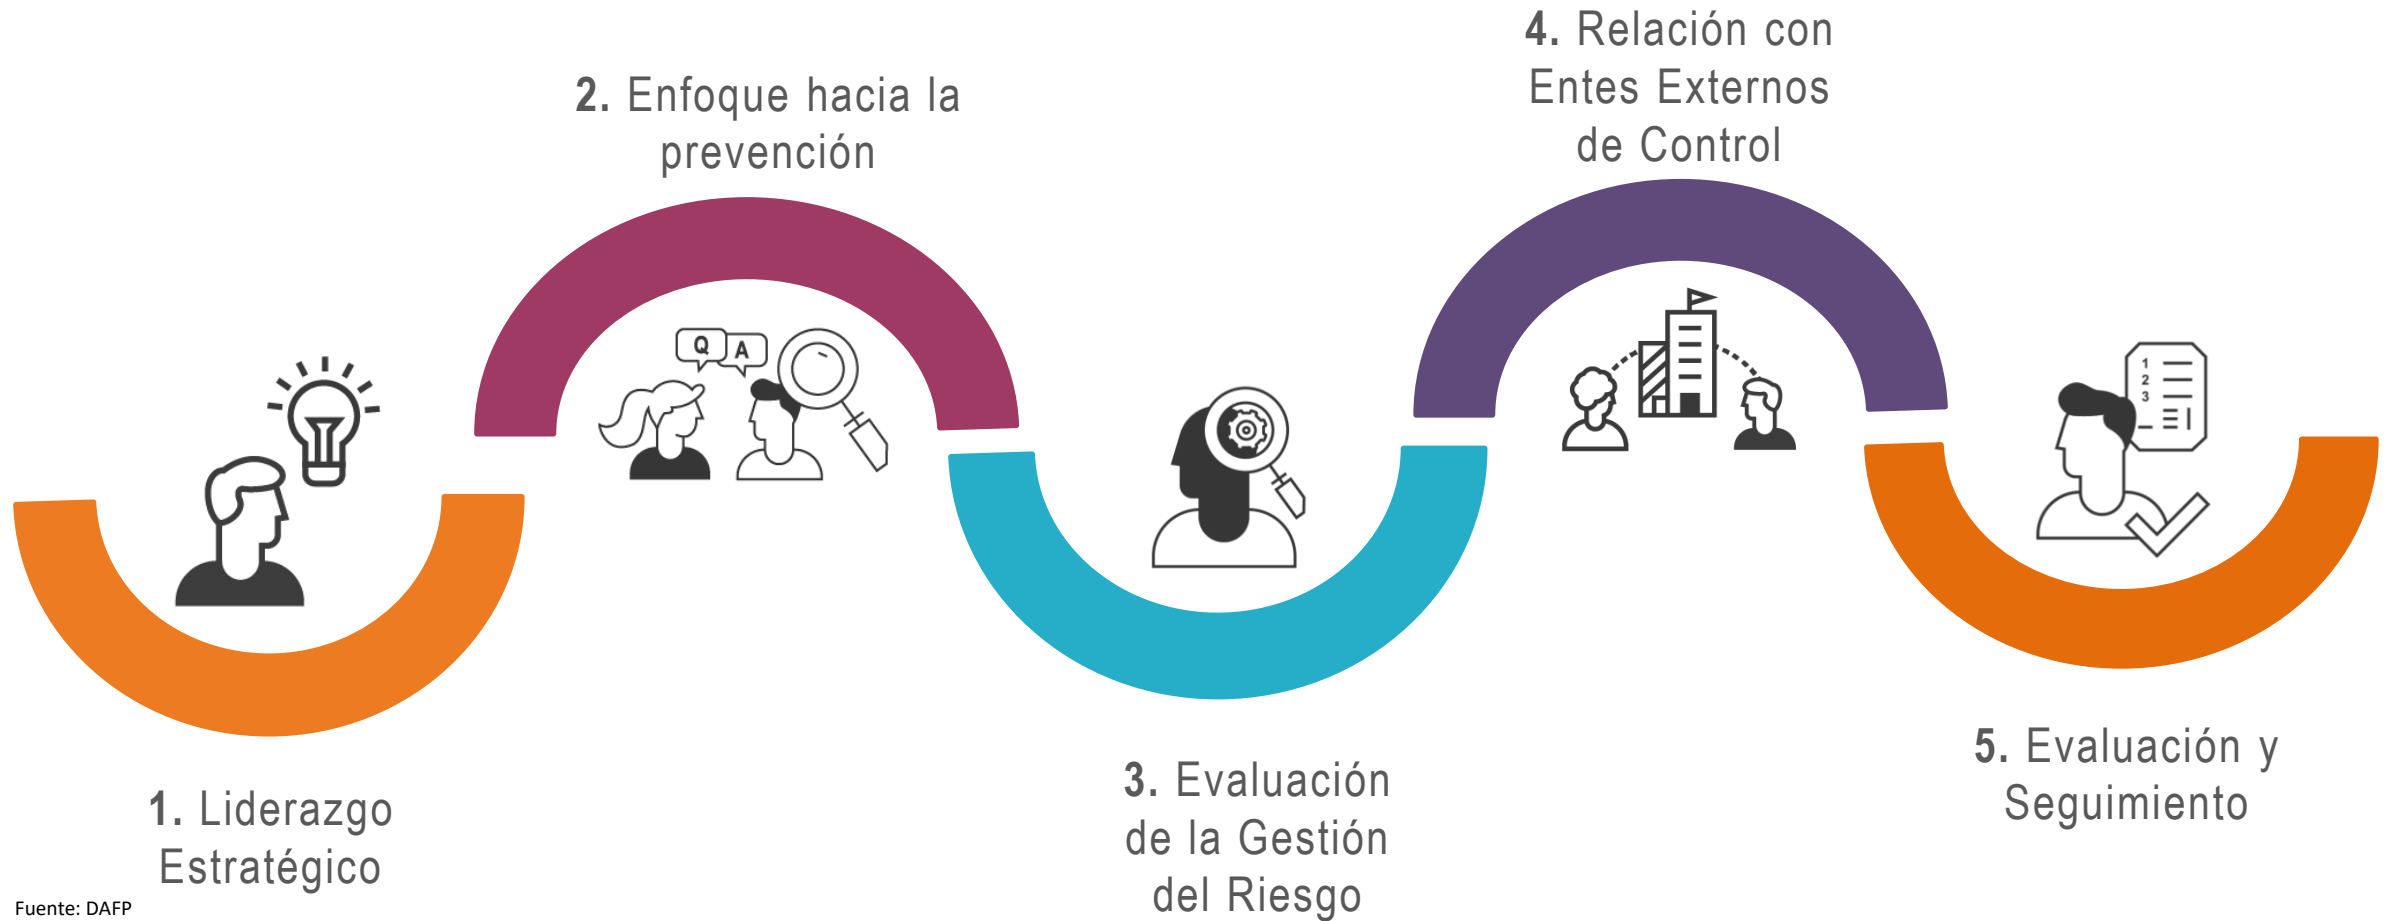 1. Liderazgo
Estratégico
2. Enfoque hacia la
prevención
Q
A
3. Evaluación
de la Gestión
del Riesgo
4. Relación con
Entes Externos
de Control
1
2
3
5. Evaluación y
Seguimiento
Fuente: DAFP